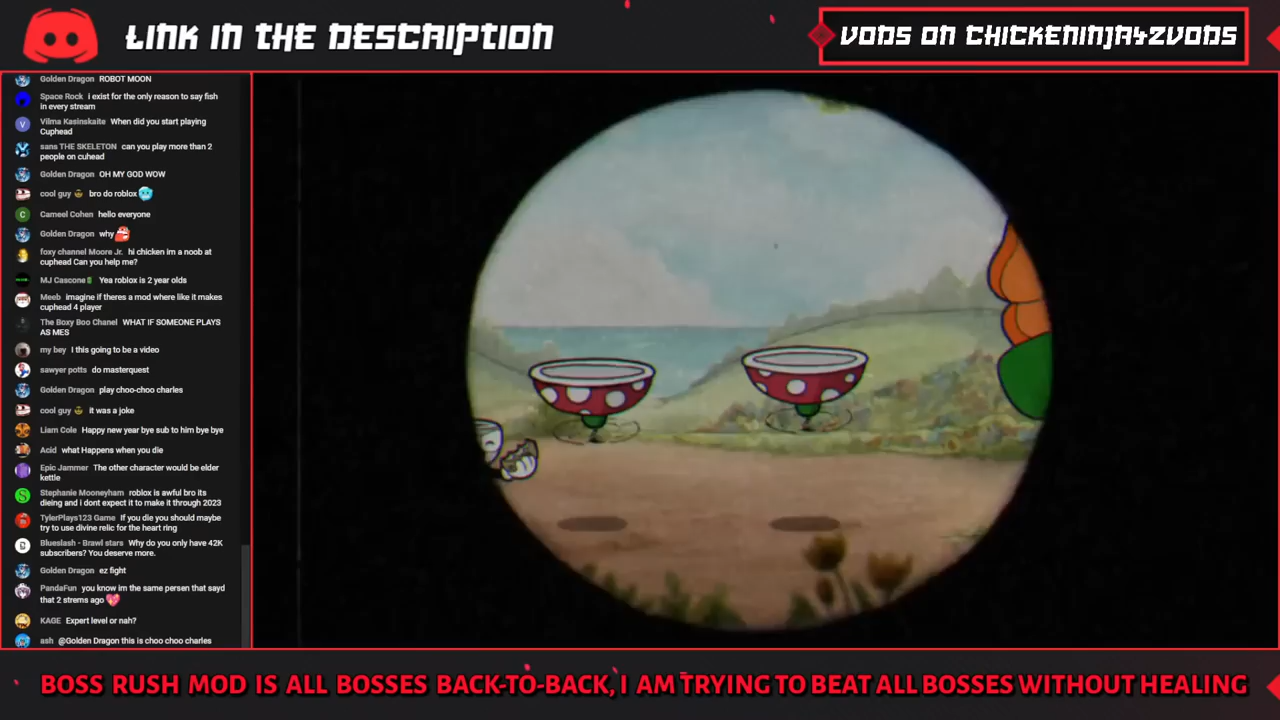 LINK IN THE DESCRIPTION
VODS ON CHICKENINJA42VODS
Golden Dragon ROBOT MOON
Space Rock i exist for the only reason to say fish
in every stream
Vilma Kasinskaite When did you start playing
Cuphead
sans THE SKELETON can you play more than 2
people on cuhead
Golden Dragon OH MY GOD WOW
cool guy 😎 bro do roblox🥶
Cameel Cohen hello everyone
Golden Dragon why
foxy channel Moore Jr. hi chicken im a noob at
cuphead Can you help me?
MJ Cascone Yea roblox is 2 year olds
Meeb imagine if theres a mod where like it makes
cuphead 4 player
The Boxy Boo Chanel WHAT IF SOMEONE PLAYS
AS MES
my bey I this going to be a video
sawyer potts do masterquest
Golden Dragon play choo-choo charles
cool guy 😎 it was a joke
Liam Cole Happy new year bye sub to him bye bye
Acid what Happens when you die
Epic Jammer The other character would be elder
kettle
Stephanie Mooneyham roblox is awful bro its
dieing and i dont expect it to make it through 2023
TylerPlays123 Game If you die you should maybe
try to use divine relic for the heart ring
Blueslash - Brawl stars Why do you only have 42K
subscribers? You deserve more.
Golden Dragon ez fight
PandaFun you know im the same persen that sayd
that 2 strems ago 💖
KAGE Expert level or nah?
ash @Golden Dragon this is choo choo charles
BOSS RUSH MOD IS ALL BOSSES BACK-TO-BACK, I AM TRYING TO BEAT ALL BOSSES WITHOUT HEALING